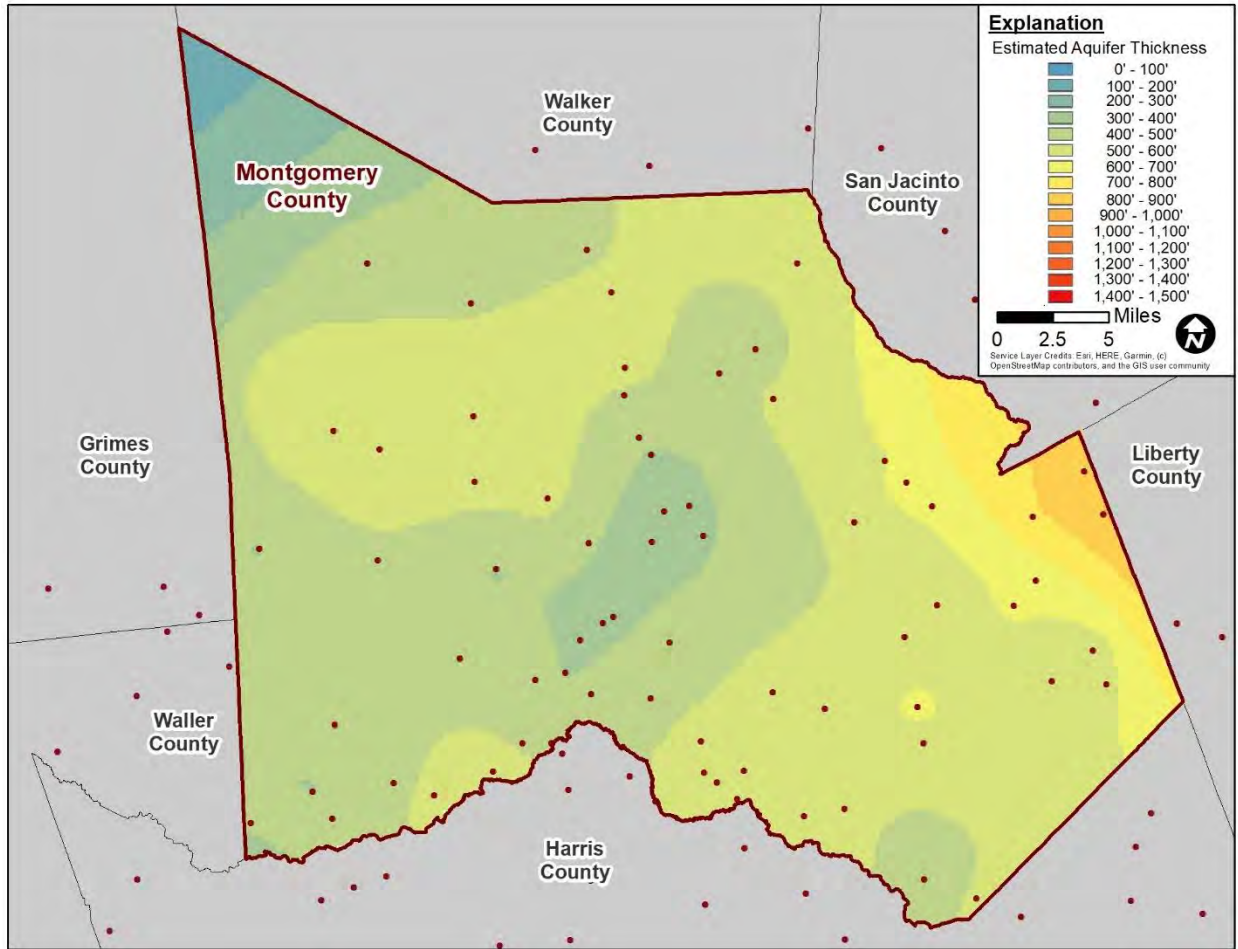 Explanation
Estimated Aquifer Thickness
0' - 100'
100' - 200'
200' - 300'
300' - 400'
400' - 500'
500' - 600'
600' - 700'
700' - 800'
800' - 900'
900' - 1,000'
1,000' - 1,100'
1,100' - 1,200'
1,200' - 1,300'
1,300' - 1,400'
1,400' - 1,500'
Miles
0 2.5 5
N
Service Layer Credits: Esri, HERE, Garmin, (c)
OpenStreetMap contributors, and the GIS user community
Walker
County
Montgomery
County
San Jacinto
County
Grimes
County
Liberty
County
Waller
County
Harris
County